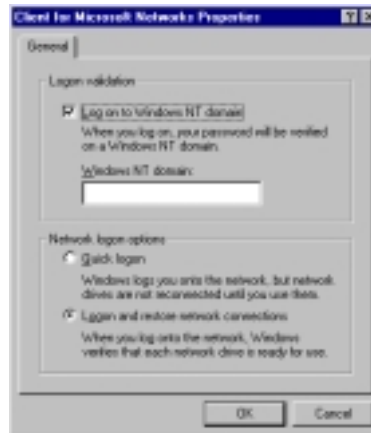 Client for Microsoft Networks Properties
General
Logon validation
Log on to Windows NT domain
When you log on, your password will be verified
on a Windows NT domain.
Windows NT domain:
Network logon options
Quick logon
Windows logs you onto the network, but network
drives are not reconnected until you use them.
Logon and restore network connections
When you log onto the network, Windows
verifies that each network drive is ready for use.
OK
Cancel